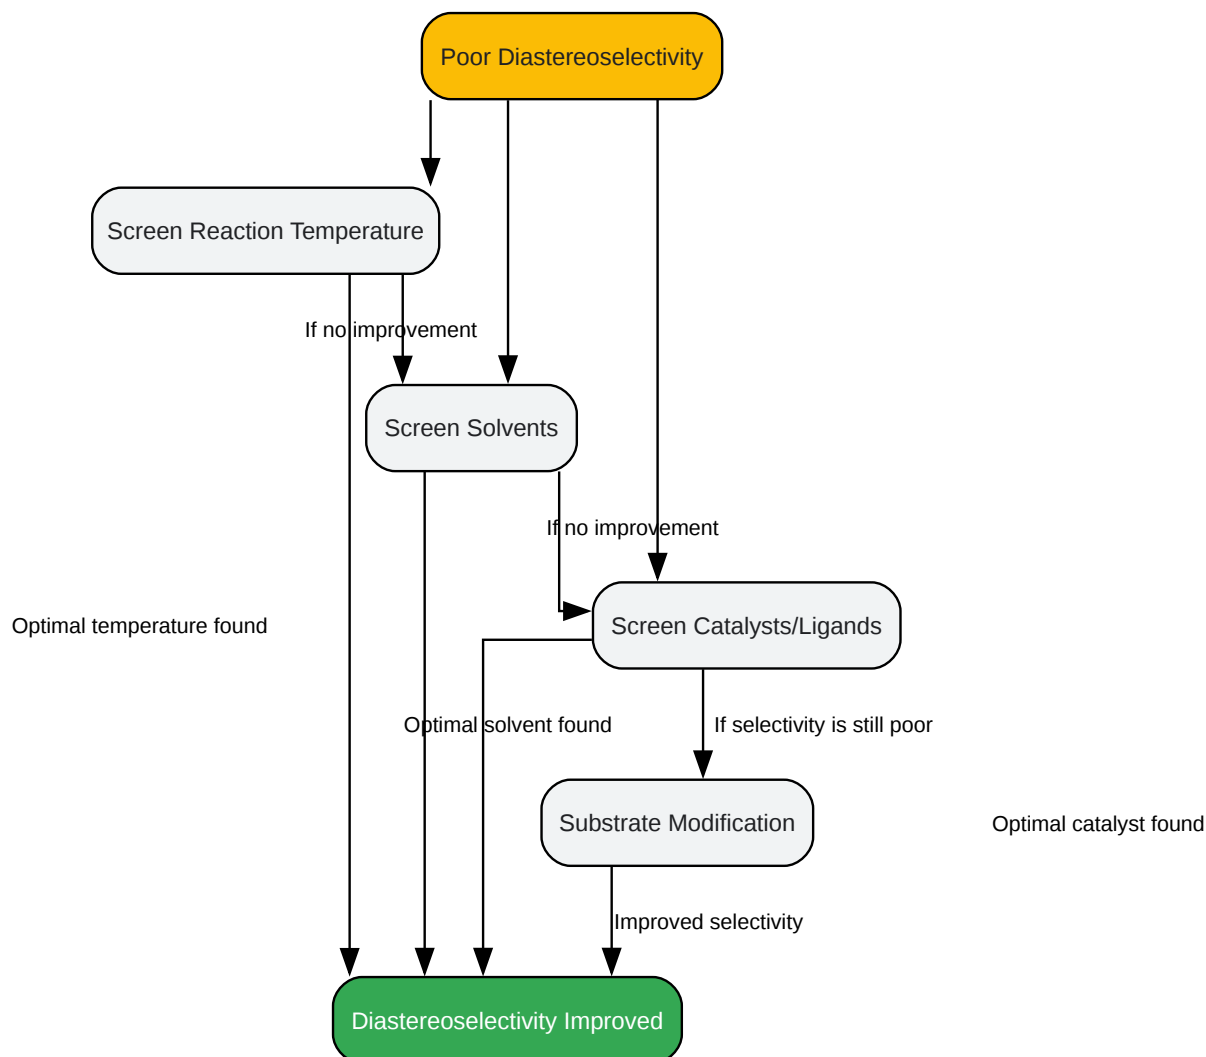 Poor Diastereoselectivity
Screen Reaction Temperature
If no improvement
Screen Solvents
If no improvement
Optimal temperature found
Screen Catalysts/Ligands
Optimal solvent found
If selectivity is still poor
Substrate Modification
Optimal catalyst found
Improved selectivity
Diastereoselectivity Improved